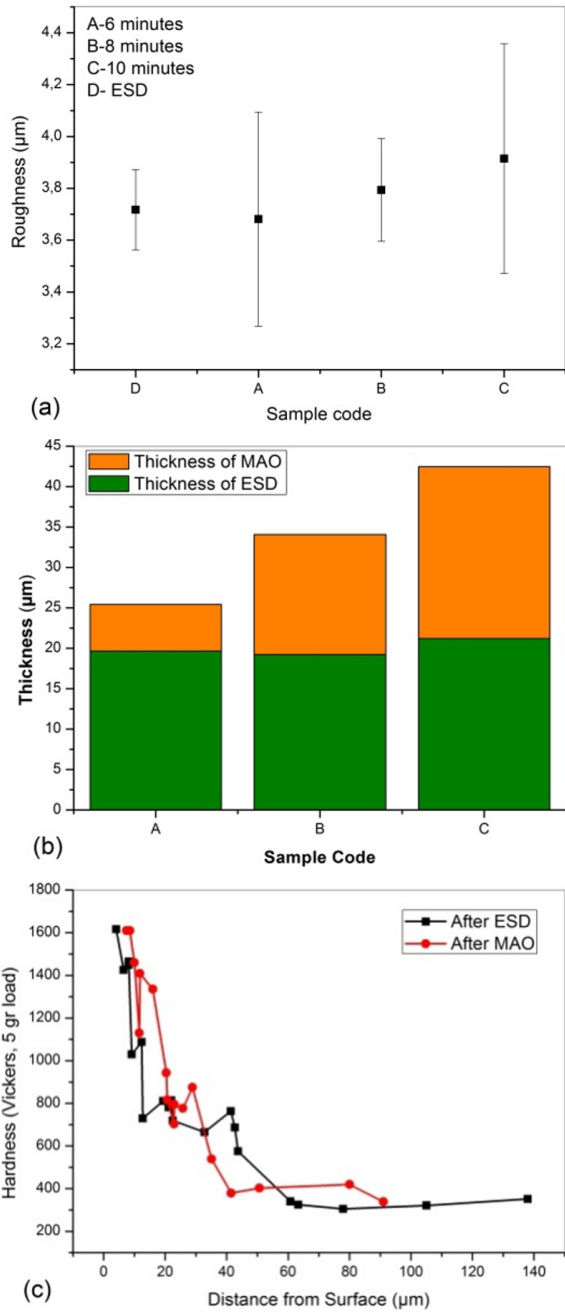 A-6 minutes
B-8 minutes
C-10 minutes
D- ESD
Roughness (µm)
4,4
4,2
4,0
3,8
3,6
3,4
3,2
D A B C
Sample code
(a)
Thickness of MAO
Thickness of ESD
Thickness (µm)
45
40
35
30
25
20
15
10
5
0
A B C
Sample Code
(b)
After ESD
After MAO
Hardness (Vickers, 5 gr load)
1800
1600
1400
1200
1000
800
600
400
200
0 20 40 60 80 100 120 140
Distance from Surface (µm)
(c)